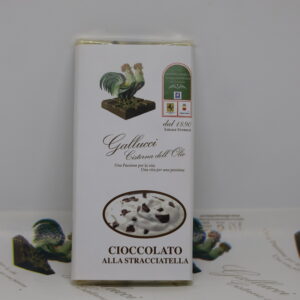 dal 1890
Gallucci
Cisterna dell'Olio
Una Passione per la vita
Una vita per una passione
CIOCCOLATO
ALLA STRACCIATELLA
Gallucci